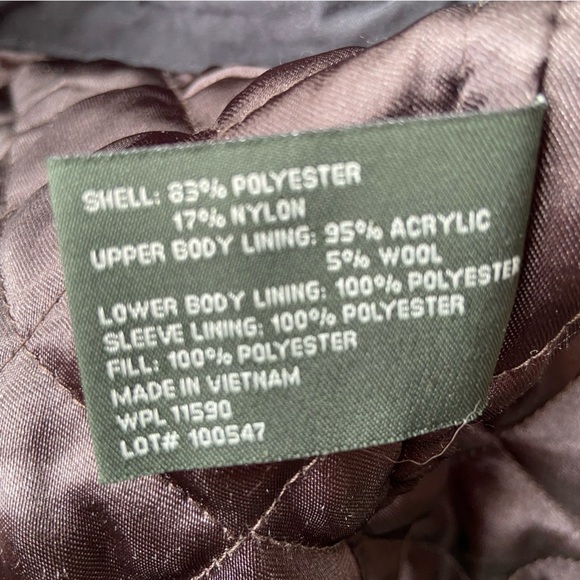 SHELL: 83% POLYESTER
17% NYLON
UPPER BODY LINING: 95% ACRYLIC
5% WOOL
LOWER BODY LINING: 100% POLYESTER
SLEEVE LINING: 100% POLYESTER
FILL: 100% POLYESTER
MADE IN VIETNAM
WPL 11590
LOT# 100547